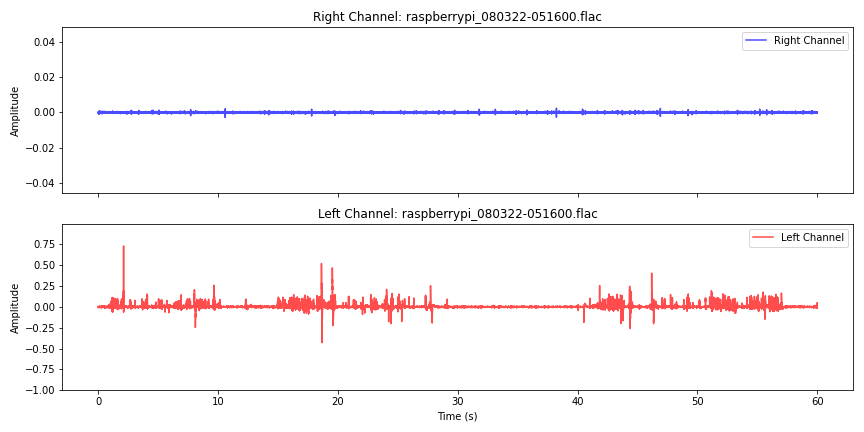 Right Channel: raspberrypi_080322-051600.flac
Right Channel
Amplitude
0.04
0.02
0.00
−0.02
−0.04
Left Channel: raspberrypi_080322-051600.flac
Left Channel
Amplitude
0.75
0.50
0.25
0.00
−0.25
−0.50
−0.75
−1.00
0 10 20 30 40 50 60
Time (s)